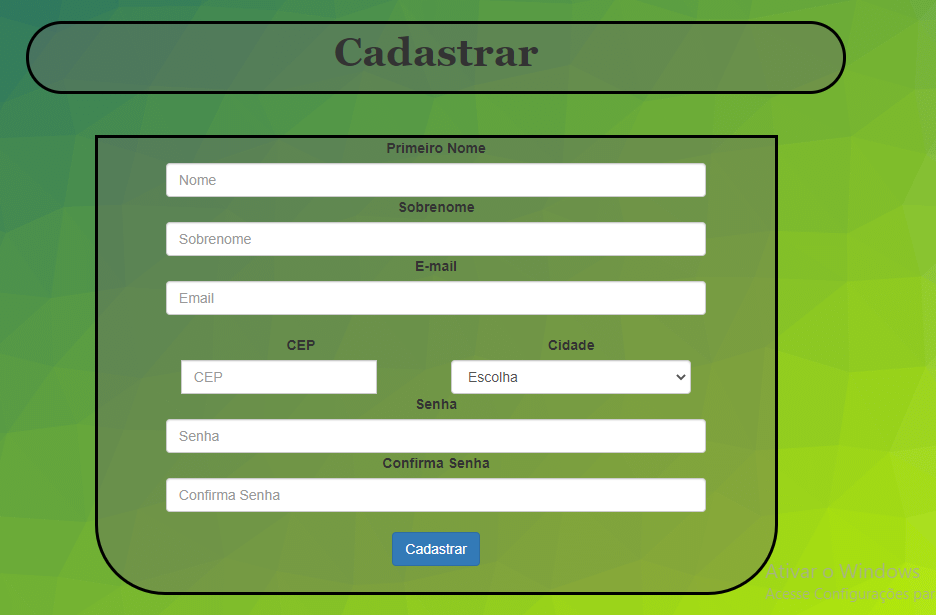 Cadastrar
Primeiro Nome
Nome
Sobrenome
Sobrenome
E-mail
Email
CEP Cidade
CEP Escolha
Senha
Senha
Confirma Senha
Confirma Senha
Cadastrar
Ativar o Windows
Acesse Configurações par